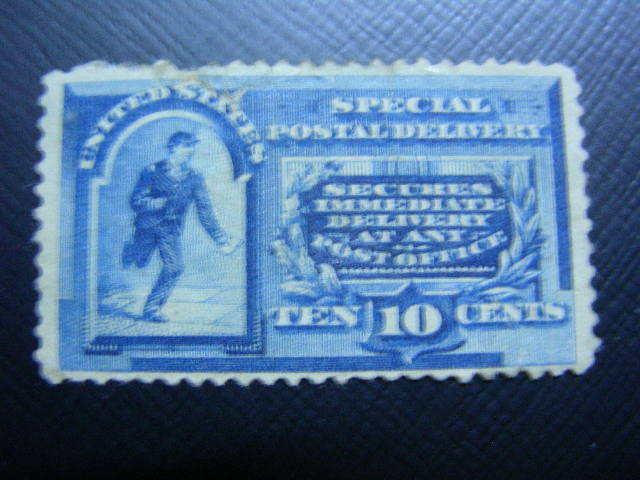 UNITED STATES
SPECIAL
POSTAL DELIVERY
SECURES
IMMEDIATE
DELIVERY
AT ANY
POST OFFICE
TEN 10 CENTS